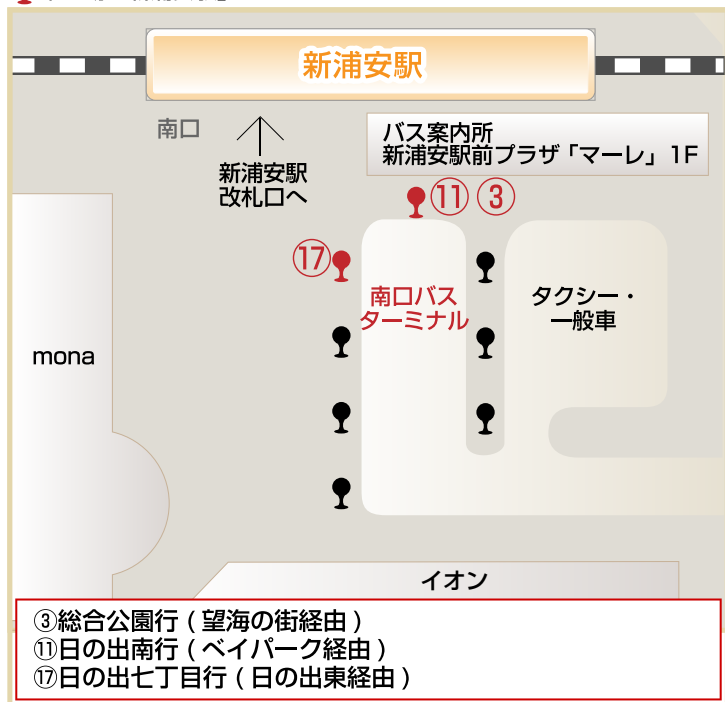 新浦安駅
南口
新浦安駅
改札口へ
バス案内所
新浦安駅前プラザ「マーレ」1F
⑪ ③
⑰
南口バス
ターミナル
タクシー・
一般車
mona
イオン
③総合公園行 ( 望海の街経由 )
⑪日の出南行 ( ベイパーク経由 )
⑰日の出七丁目行 ( 日の出東経由 )